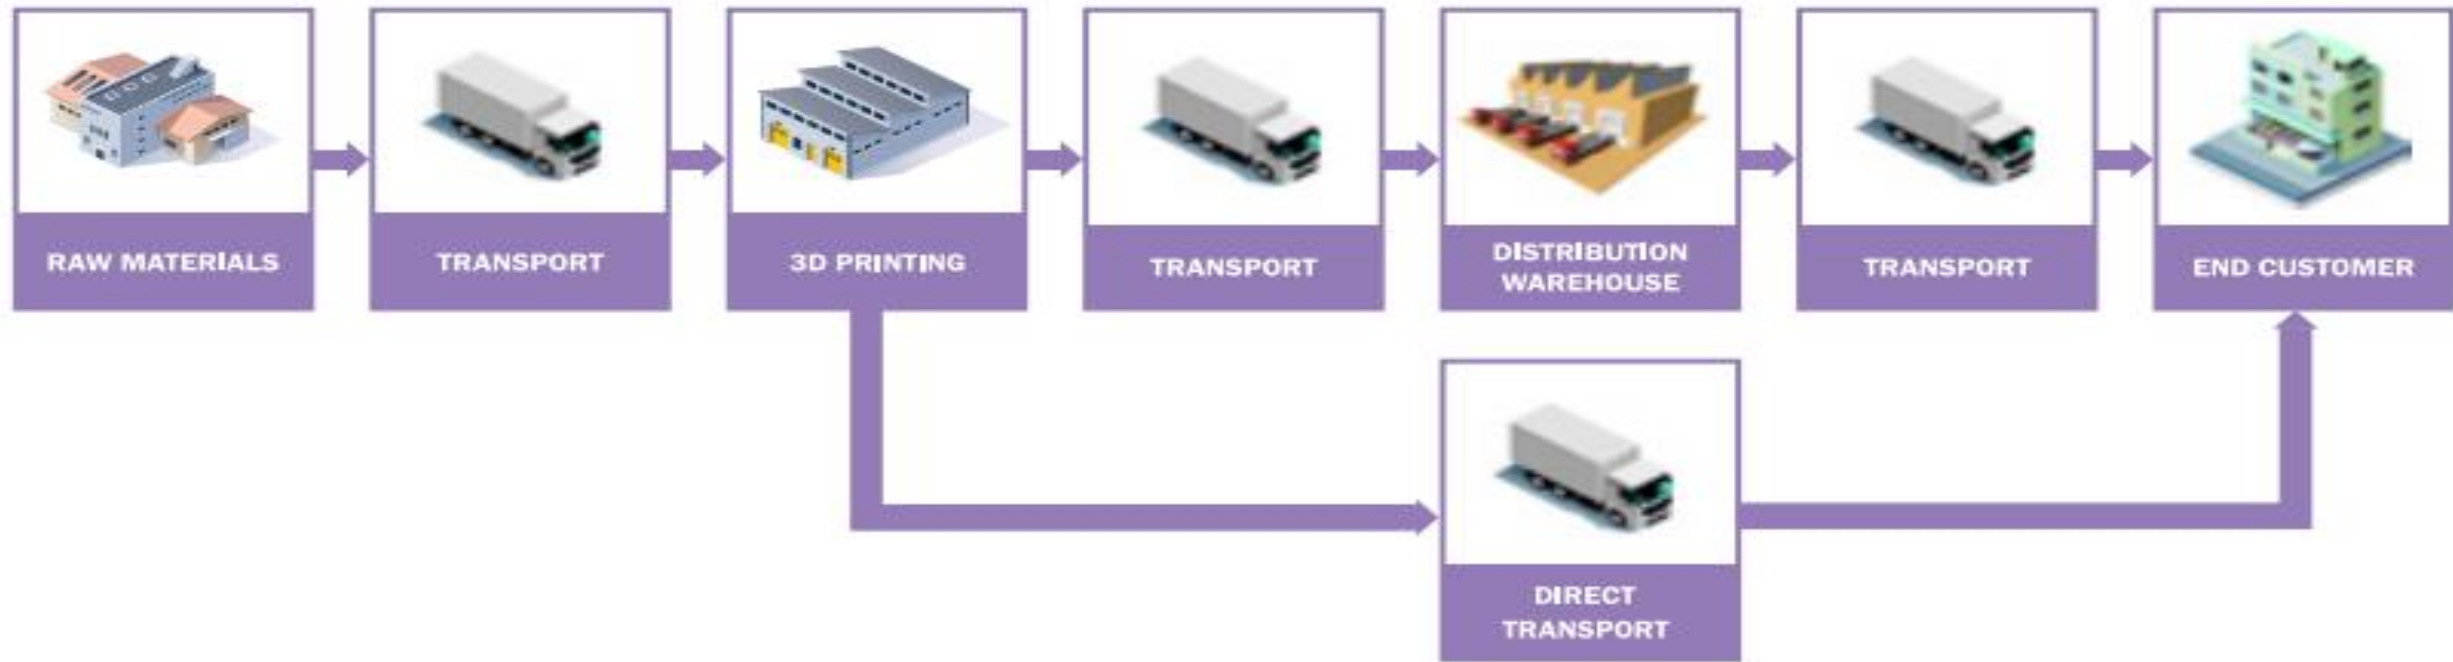 RAW MATERIALS
TRANSPORT
3D PRINTING
TRANSPORT
DISTRIBUTION
WAREHOUSE
TRANSPORT
END CUSTOMER
DIRECT
TRANSPORT